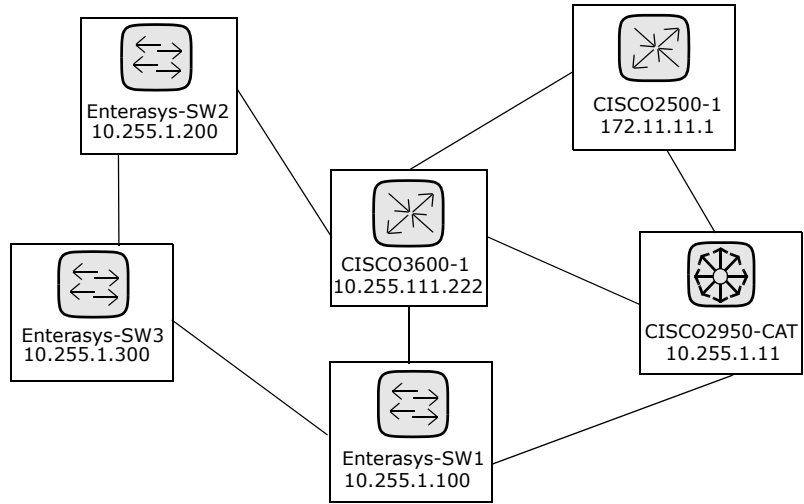 Enterasys-SW2
10.255.1.200
CISCO2500-1
172.11.11.1
CISCO3600-1
10.255.111.222
Enterasys-SW3
10.255.1.300
CISCO2950-CAT
10.255.1.11
Enterasys-SW1
10.255.1.100